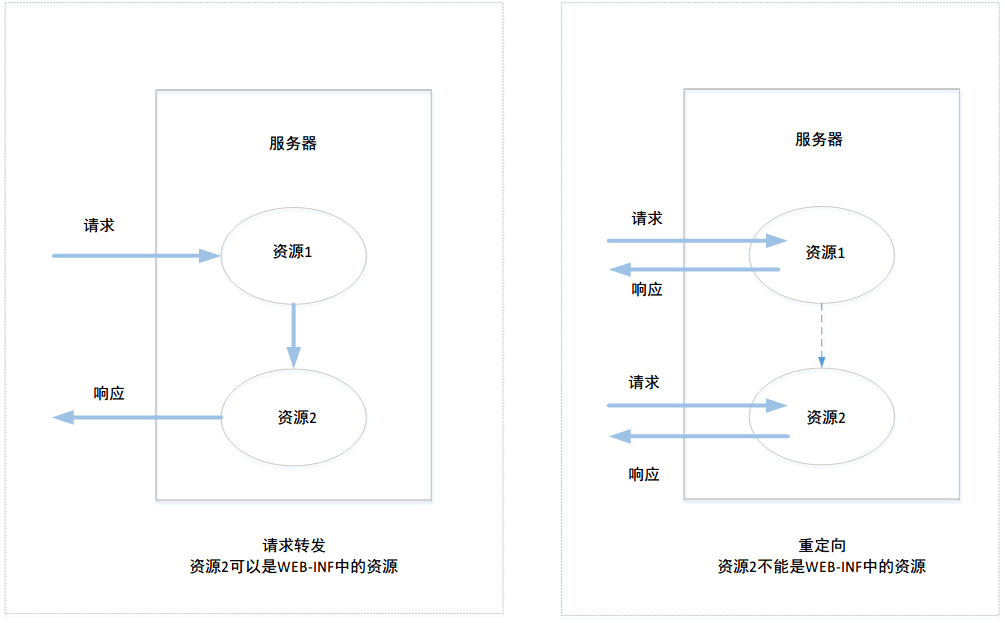 服务器
请求
资源1
响应
资源2
请求转发
资源2可以是WEB-INF中的资源
服务器
请求
资源1
响应
请求
资源2
响应
重定向
资源2不能是WEB-INF中的资源